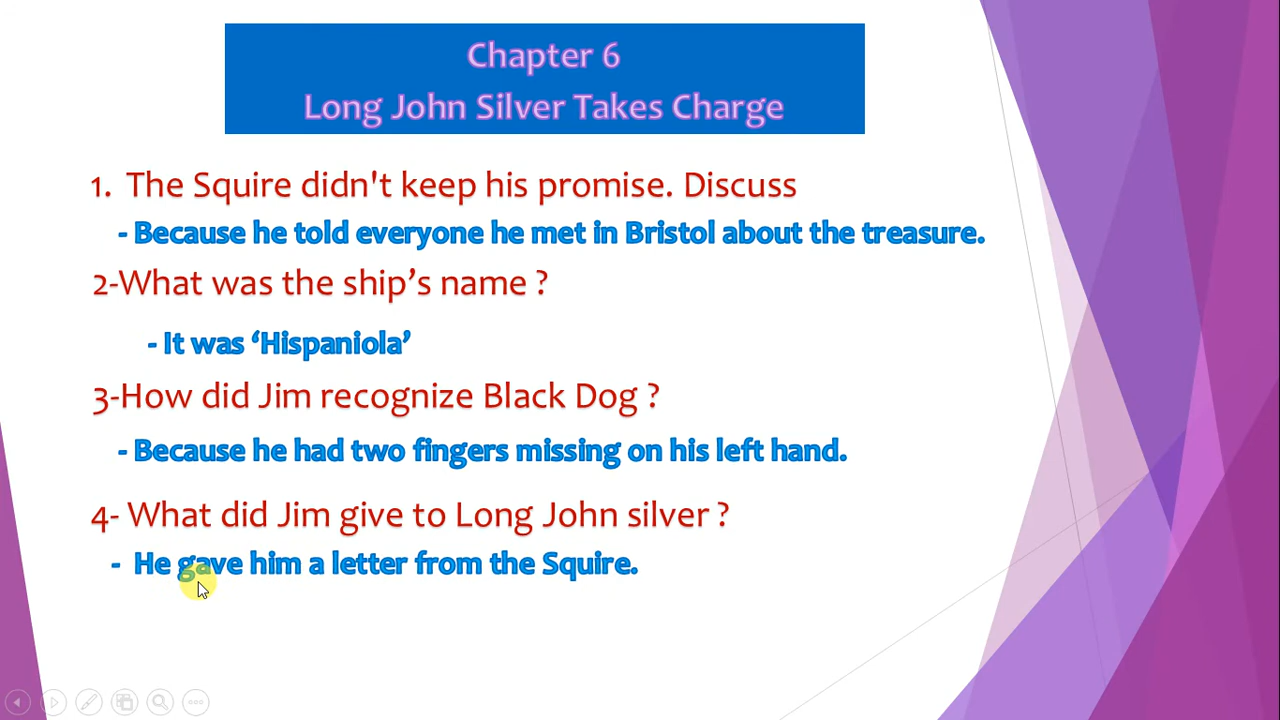 Chapter 6
Long John Silver Takes Charge
1. The Squire didn't keep his promise. Discuss
- Because he told everyone he met in Bristol about the treasure.
2-What was the ship’s name ?
- It was ‘Hispaniola’
3-How did Jim recognize Black Dog ?
- Because he had two fingers missing on his left hand.
4- What did Jim give to Long John silver ?
- He gave him a letter from the Squire.